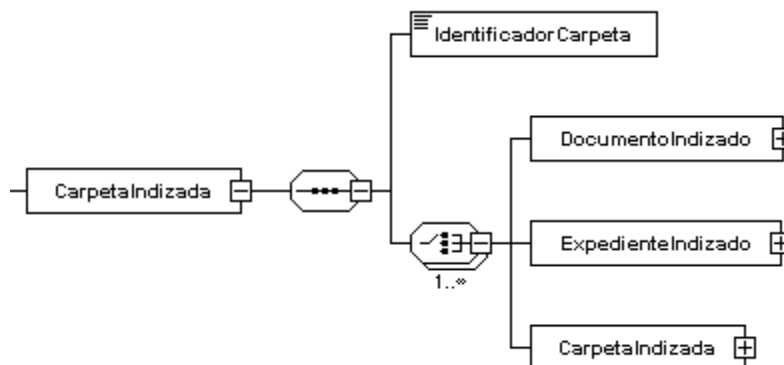 IdentificadorCarpeta
DocumentoIndizado
CarpetaIndizada
ExpedienteIndizado
1..∞
CarpetaIndizada